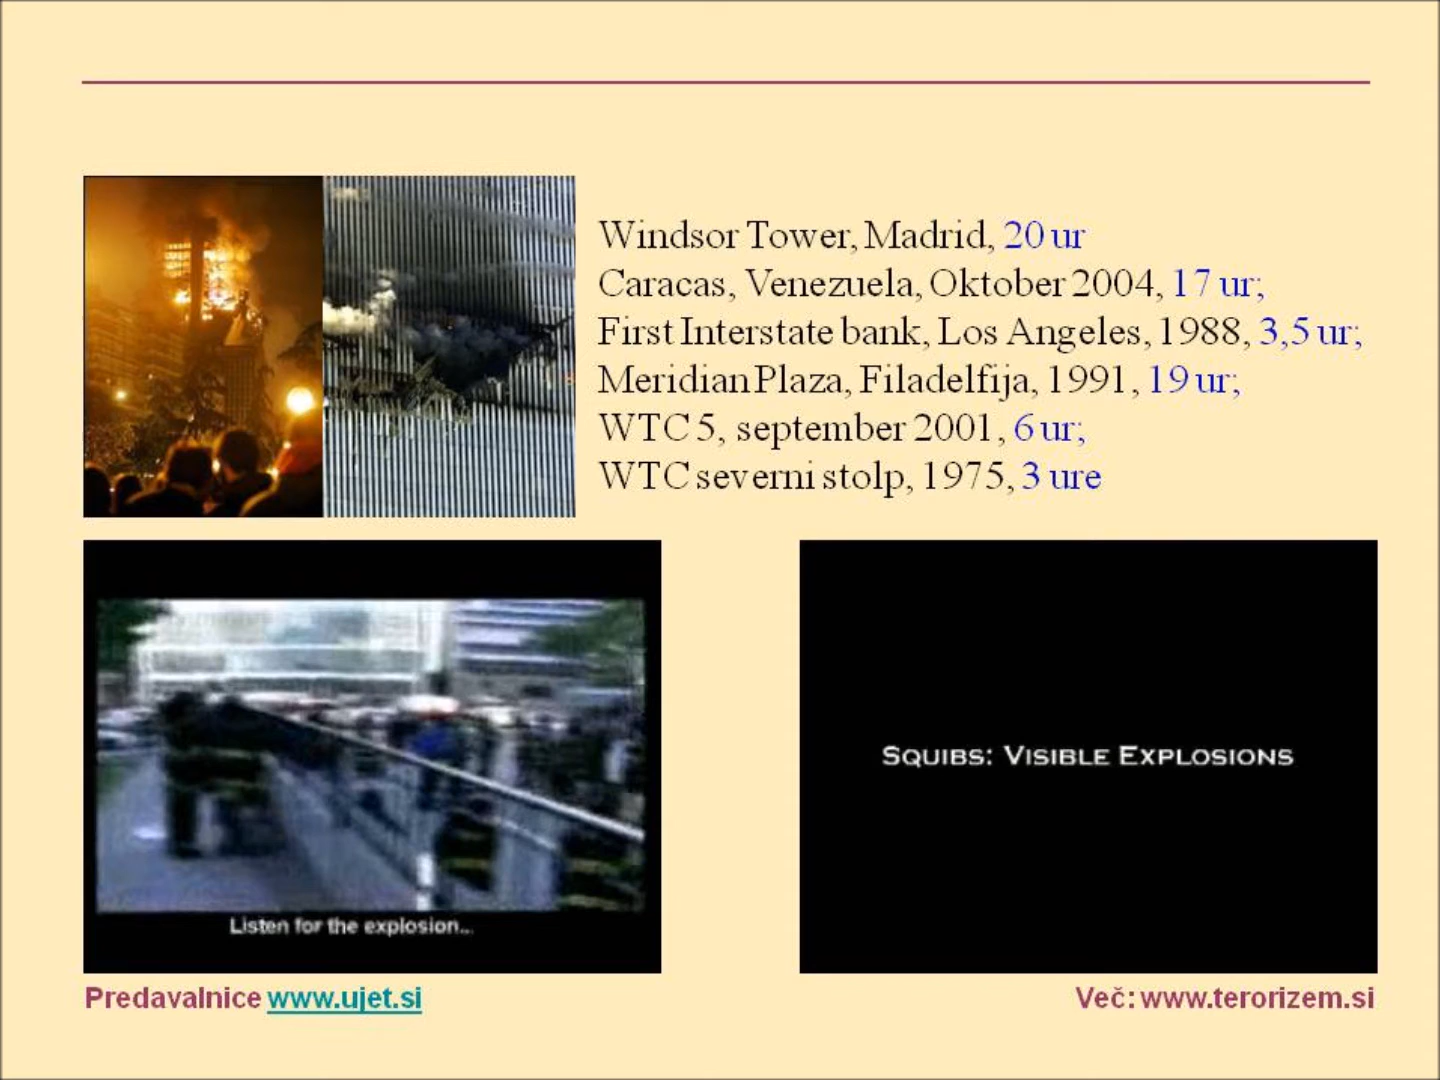 Windsor Tower, Madrid, 20 ur
Caracas, Venezuela, Oktober 2004, 17 ur;
First Interstate bank, Los Angeles, 1988, 3,5 ur;
Meridian Plaza, Filadelfija, 1991, 19 ur;
WTC 5, september 2001, 6 ur;
WTC severni stolp, 1975, 3 ure
Listen for the explosion...
Squibs: Visible Explosions
Predavalnice www.ujet.si
Več: www.terorizem.si